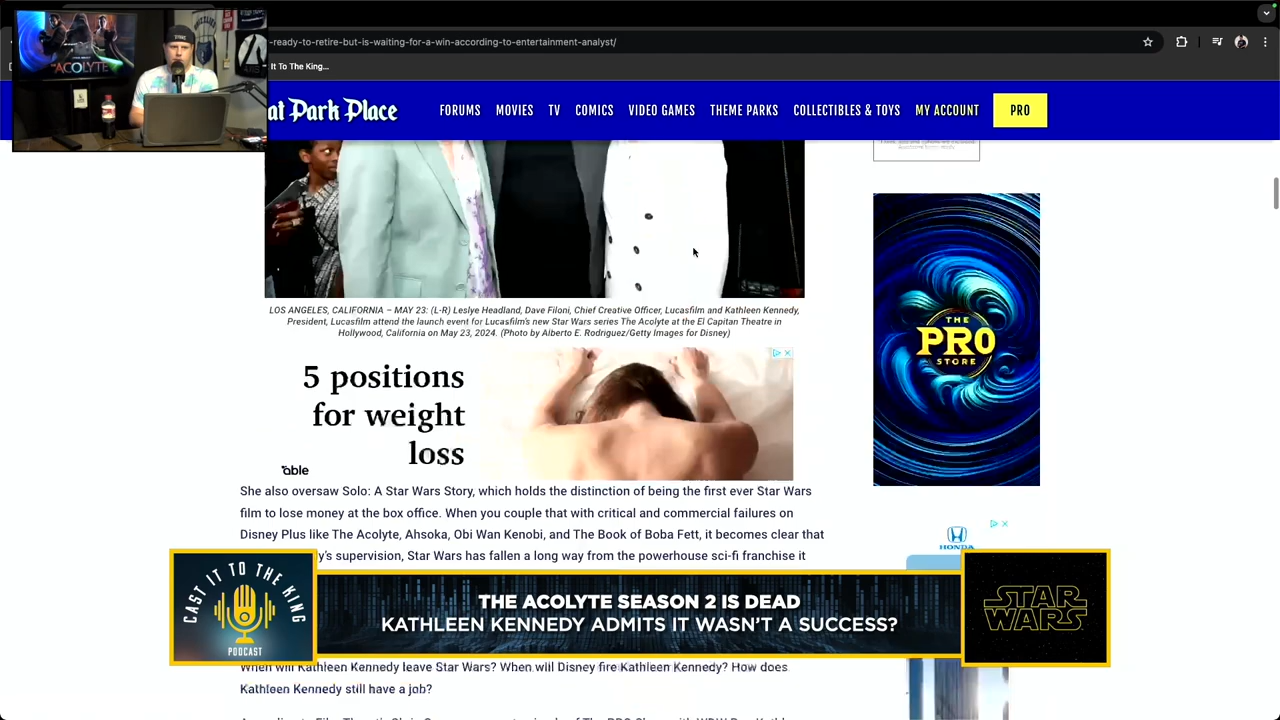 -ready-to-retire-but-is-waiting-for-a-win-according-to-entertainment-analyst/
It To The King...
ACOLYTE
at Park Place
FORUMS MOVIES TV COMICS VIDEO GAMES THEME PARKS COLLECTIBLES & TOYS MY ACCOUNT PRO
LOS ANGELES, CALIFORNIA – MAY 23: (L-R) Leslye Headland, Dave Filoni, Chief Creative Officer, Lucasfilm and Kathleen Kennedy,
President, Lucasfilm attend the launch event for Lucasfilm's new Star Wars series The Acolyte at the El Capitan Theatre in
Hollywood, California on May 23, 2024. (Photo by Alberto E. Rodriguez/Getty Images for Disney)
5 positions
for weight
loss
able
THE
PRO
STORE
She also oversaw Solo: A Star Wars Story, which holds the distinction of being the first ever Star Wars
film to lose money at the box office. When you couple that with critical and commercial failures on
Disney Plus like The Acolyte, Ahsoka, Obi Wan Kenobi, and The Book of Boba Fett, it becomes clear that
y's supervision, Star Wars has fallen a long way from the powerhouse sci-fi franchise it
HONDA
CAST IT TO THE KING
PODCAST
THE ACOLYTE SEASON 2 IS DEAD
KATHLEEN KENNEDY ADMITS IT WASN'T A SUCCESS?
STAR
WARS
When will Kathleen Kennedy leave Star Wars? When will Disney fire Kathleen Kennedy? How does
Kathleen Kennedy still have a job?